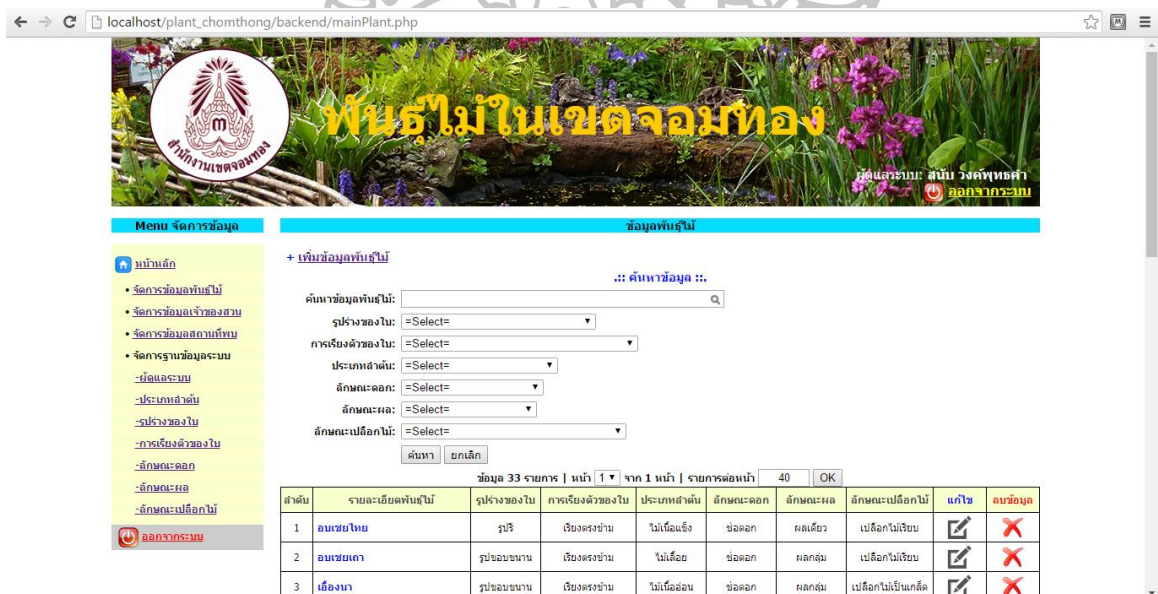 localhost/plant_chomthong/backend/mainPlant.php
พันธุ์ไม้ในเขตจอมทอง
สำนักงานเขตจอมทอง
ผู้ดูแลระบบ: สนับ วงค์พุทธคำ
ออกจากระบบ
Menu จัดการข้อมูล
หน้าหลัก
• จัดการข้อมูลพันธุ์ไม้
• จัดการข้อมูลเจ้าของสวน
• จัดการข้อมูลสถานที่พบ
• จัดการฐานข้อมูลระบบ
-ผู้ดูแลระบบ
-ประเภทลำต้น
-รูปร่างของใบ
-การเรียงตัวของใบ
-ลักษณะดอก
-ลักษณะผล
-ลักษณะเปลือกไม้
ออกจากระบบ
ข้อมูลพันธุ์ไม้
+ เพิ่มข้อมูลพันธุ์ไม้
.:: ค้นหาข้อมูล ::.
ค้นหาข้อมูลพันธุ์ไม้:
รูปร่างของใบ: =Select=
การเรียงตัวของใบ: =Select=
ประเภทลำต้น: =Select=
ลักษณะดอก: =Select=
ลักษณะผล: =Select=
ลักษณะเปลือกไม้: =Select=
ค้นหา ยกเลิก
ข้อมูล 33 รายการ | หน้า 1 จาก 1 หน้า | รายการต่อหน้า 40 OK
ลำดับ รายละเอียดพันธุ์ไม้ รูปร่างของใบ การเรียงตัวของใบ ประเภทลำต้น ลักษณะดอก ลักษณะผล ลักษณะเปลือกไม้ แก้ไข ลบข้อมูล
1 อบเชยไทย รูปรี เรียงตรงข้าม ไม้เนื้อแข็ง ช่อดอก ผลเดี่ยว เปลือกไม้เรียบ
2 อบเชยเถา รูปขอบขนาน เรียงตรงข้าม ไม้เลื้อย ช่อดอก ผลกลุ่ม เปลือกไม้เรียบ
3 เอื้องนา รูปขอบขนาน เรียงตรงข้าม ไม้เนื้ออ่อน ช่อดอก ผลกลุ่ม เปลือกไม้เป็นเกล็ด